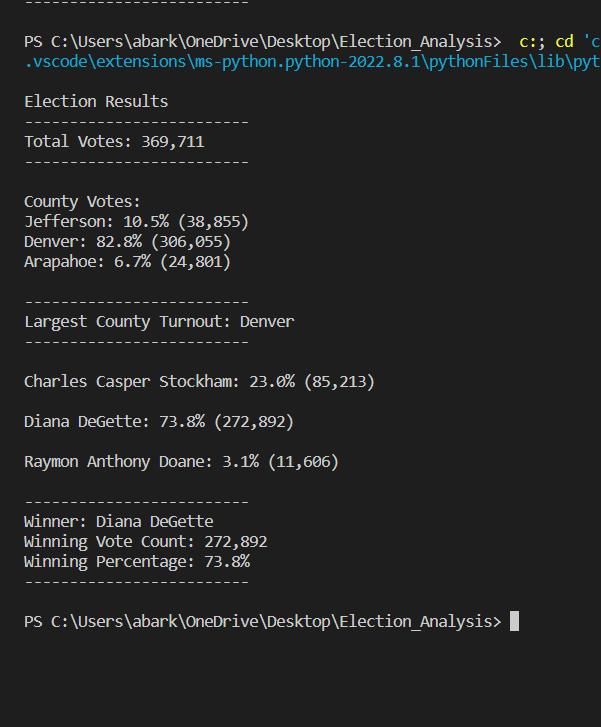 -------------------------
PS C:\Users\abark\OneDrive\Desktop\Election_Analysis>  c:; cd 'c
.vscode\extensions\ms-python.python-2022.8.1\pythonFiles\lib\pyt
Election Results
-------------------------
Total Votes: 369,711
-------------------------
County Votes:
Jefferson: 10.5% (38,855)
Denver: 82.8% (306,055)
Arapahoe: 6.7% (24,801)
-------------------------
Largest County Turnout: Denver
-------------------------
Charles Casper Stockham: 23.0% (85,213)
Diana DeGette: 73.8% (272,892)
Raymon Anthony Doane: 3.1% (11,606)
-------------------------
Winner: Diana DeGette
Winning Vote Count: 272,892
Winning Percentage: 73.8%
-------------------------
PS C:\Users\abark\OneDrive\Desktop\Election_Analysis>